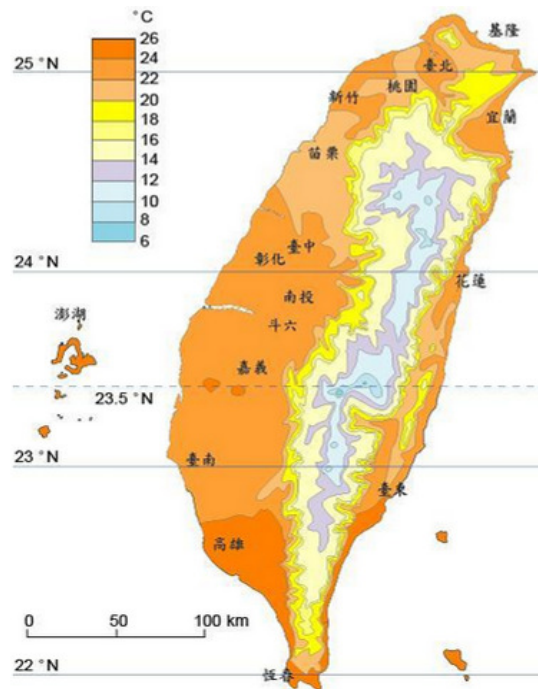 °C
26
24
22
20
18
16
14
12
10
8
6
25°N
24°N
23.5°N
23°N
22°N
基隆
臺北
桃園
新竹
宜蘭
苗栗
臺中
彰化
花蓮
南投
澎湖
斗六
嘉義
臺南
臺東
高雄
恆春
0 50 100 km